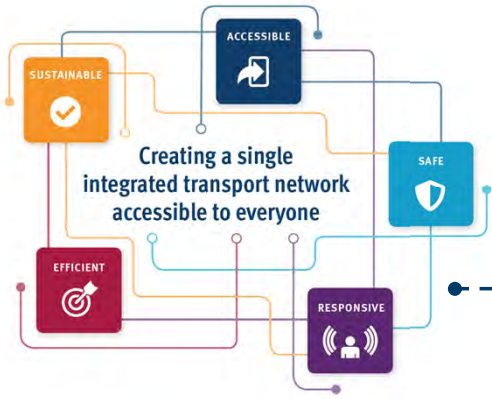 ACCESSIBLE
SUSTAINABLE
Creating a single
integrated transport network
accessible to everyone
SAFE
EFFICIENT
RESPONSIVE